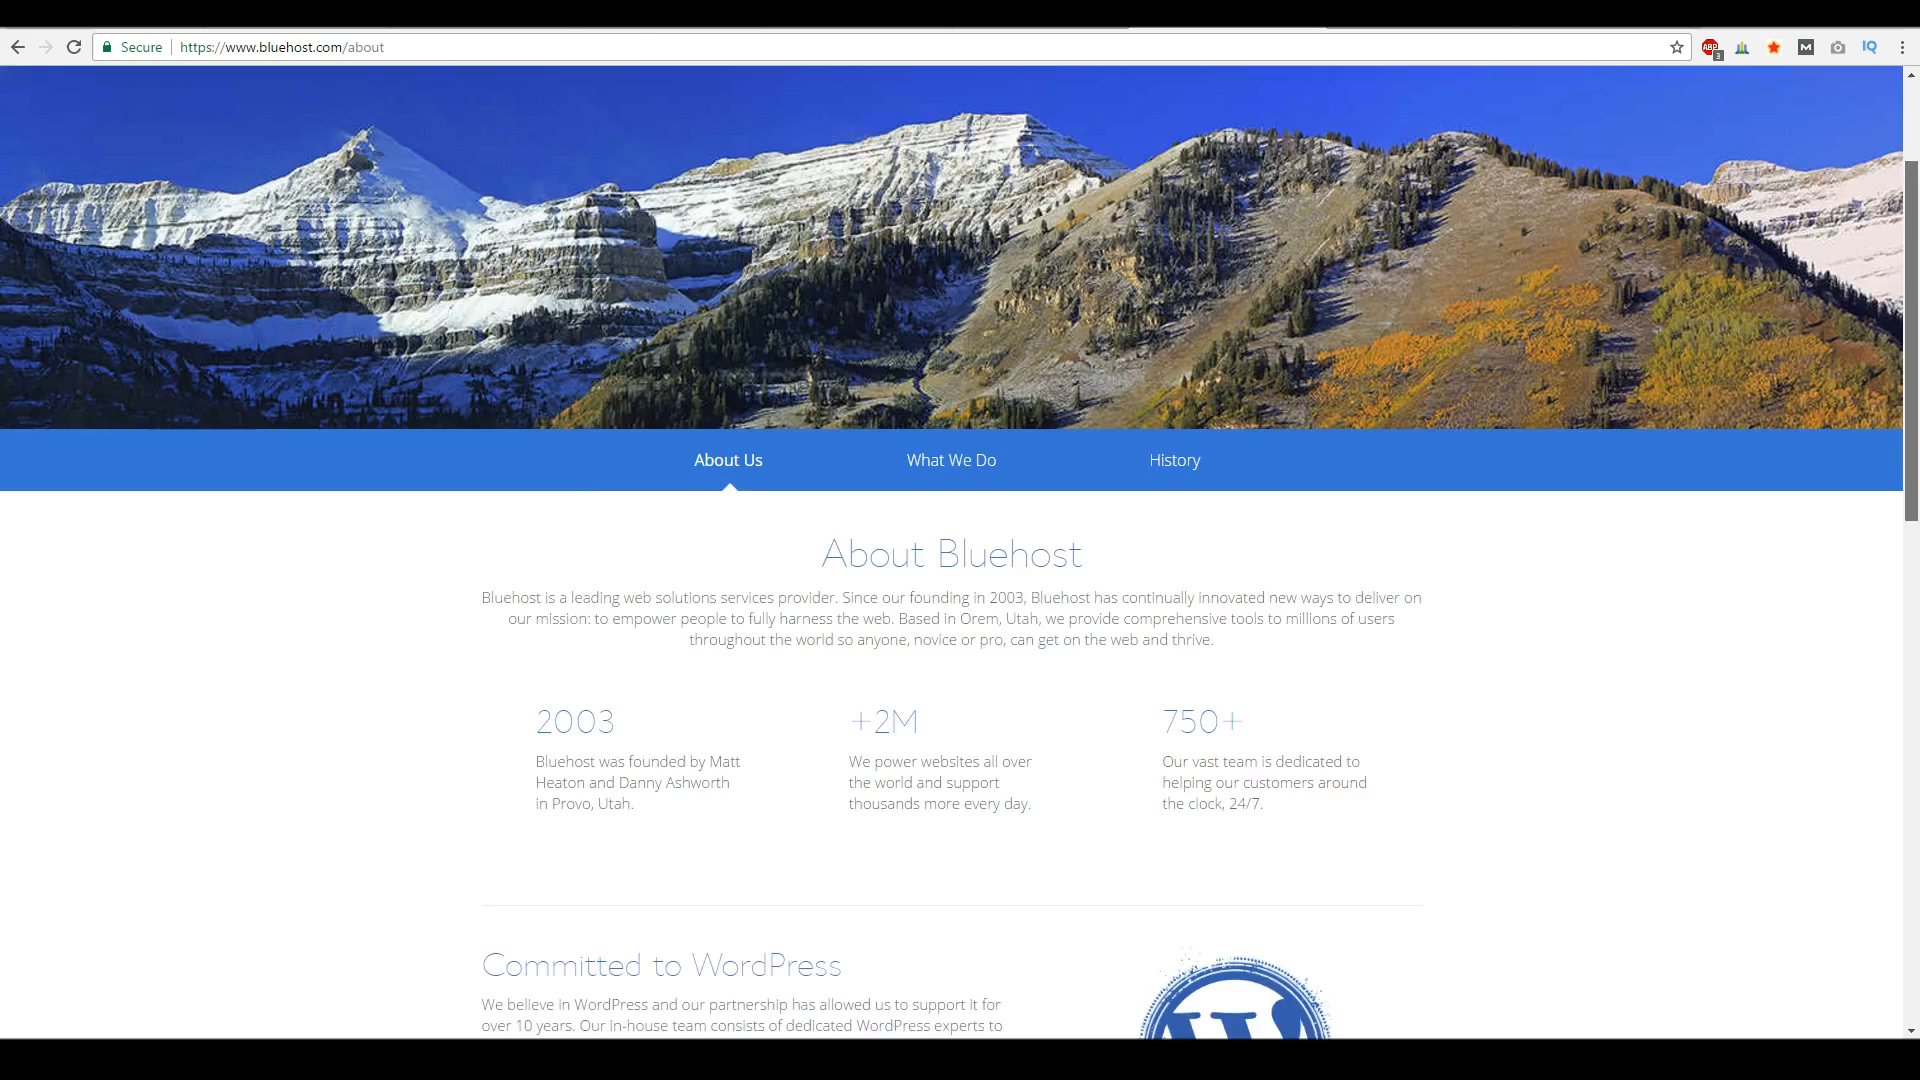 Secure https://www.bluehost.com/about
ABP
3
M
IQ
About Us What We Do History
About Bluehost
Bluehost is a leading web solutions services provider. Since our founding in 2003, Bluehost has continually innovated new ways to deliver on
our mission: to empower people to fully harness the web. Based in Orem, Utah, we provide comprehensive tools to millions of users
throughout the world so anyone, novice or pro, can get on the web and thrive.
2003
Bluehost was founded by Matt
Heaton and Danny Ashworth
in Provo, Utah.
+2M
We power websites all over
the world and support
thousands more every day.
750+
Our vast team is dedicated to
helping our customers around
the clock, 24/7.
Committed to WordPress
We believe in WordPress and our partnership has allowed us to support it for
over 10 years. Our in-house team consists of dedicated WordPress experts to
W